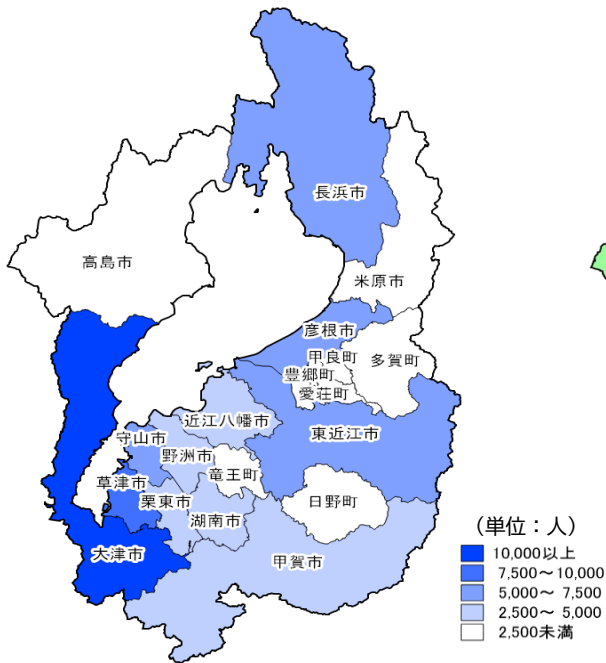 長浜市
高島市
米原市
彦根市
甲良町
多賀町
豊郷町
愛荘町
近江八幡市
東近江市
守山市
野洲市
竜王町
草津市
栗東市
日野町
湖南市
大津市
甲賀市
(単位：人)
10,000以上
7,500～10,000
5,000～ 7,500
2,500～ 5,000
2,500未満